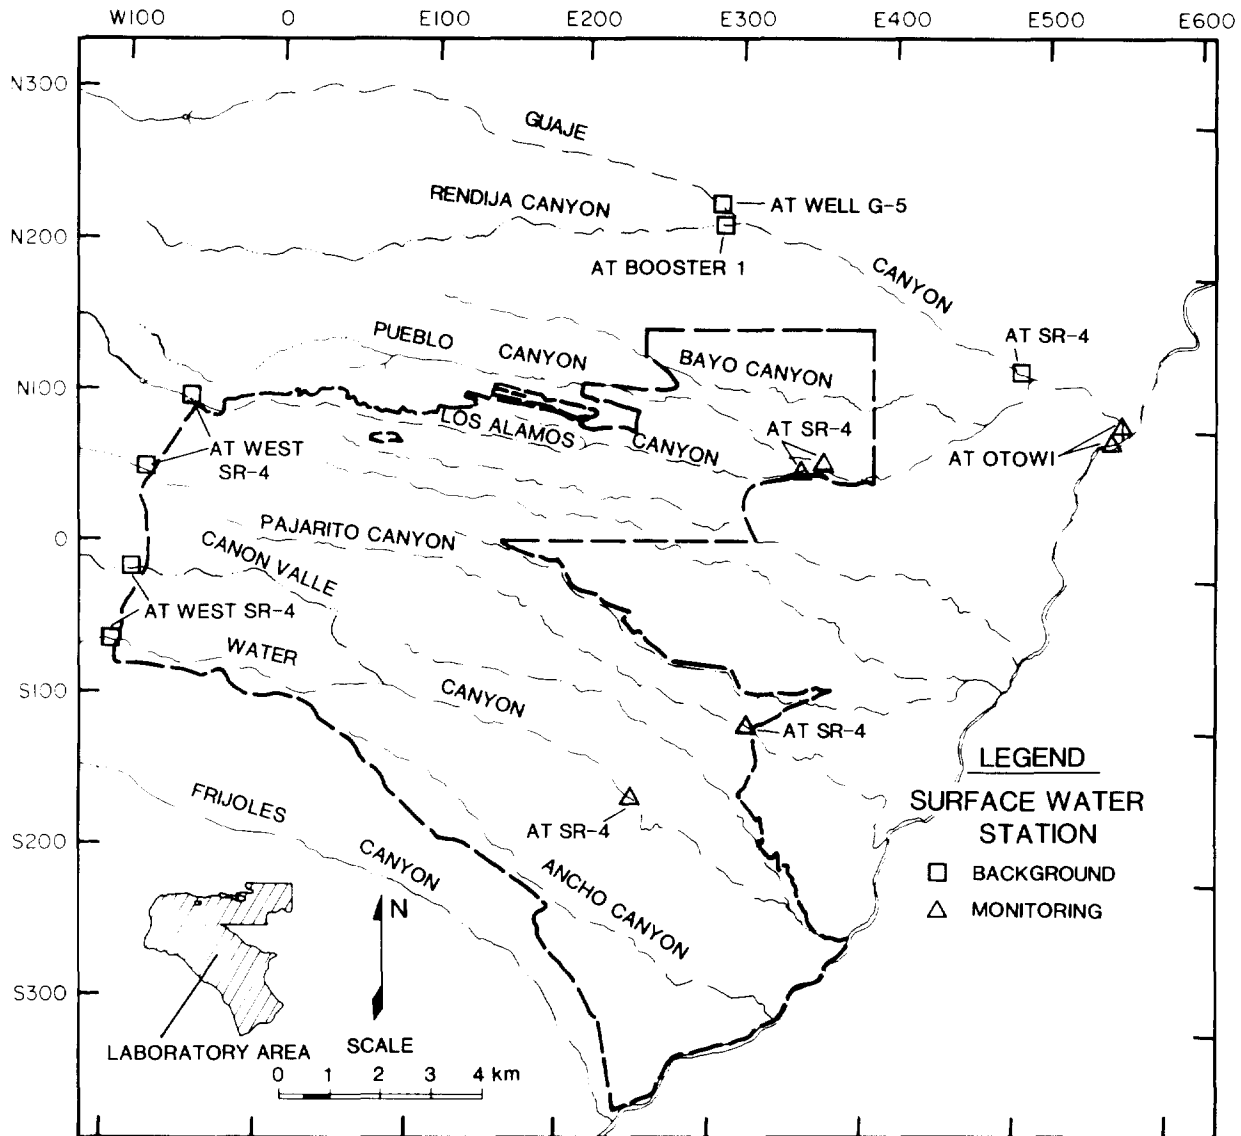 W100 0 E100 E200 E300 E400 E500 E600
N300
GUAJE
RENDIJA CANYON
AT WELL G-5
N200
AT BOOSTER 1
CANYON
AT SR-4
PUEBLO
CANYON
BAYO CANYON
N100
LOS ALAMOS
CANYON
AT SR-4
AT WEST
SR-4
AT OTOWI
0
PAJARITO CANYON
CANON VALLE
AT WEST SR-4
WATER
CANYON
S100
AT SR-4
LEGEND
SURFACE WATER
STATION
BACKGROUND
MONITORING
FRIJOLES
CANYON
AT SR-4
S200
ANCHO CANYON
N
S300
LABORATORY AREA
SCALE
0 1 2 3 4 km